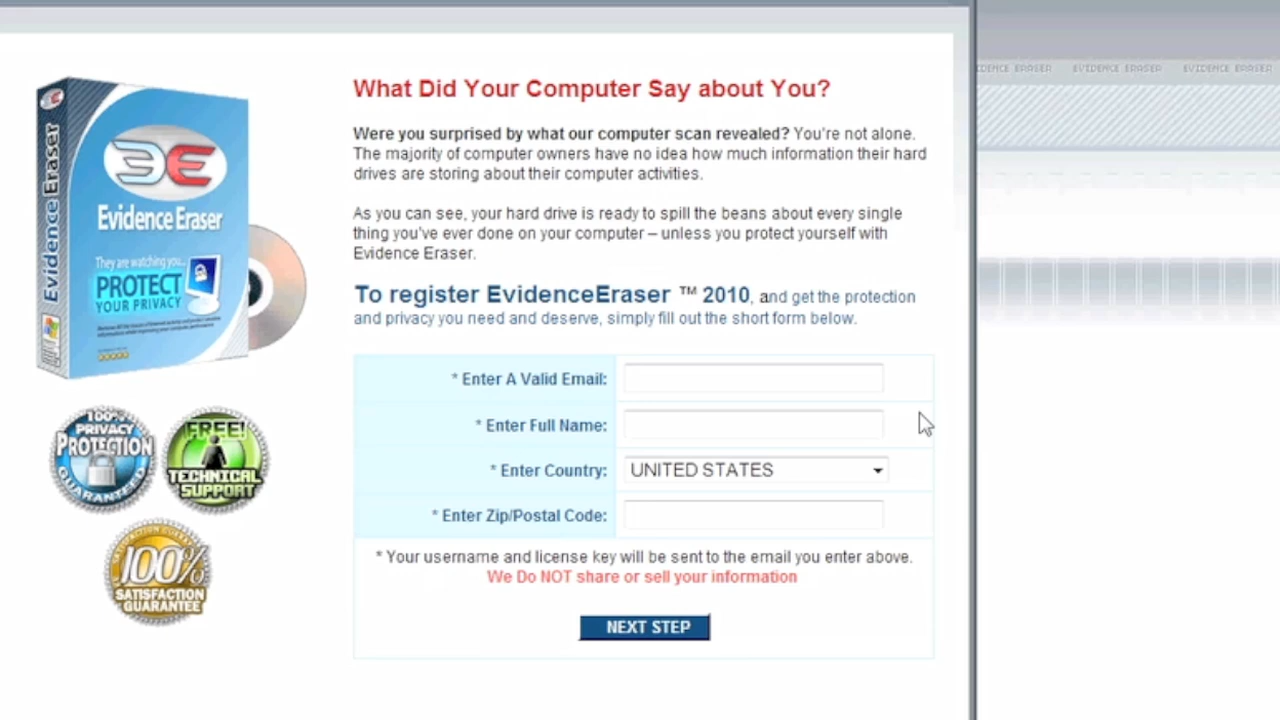 EVIDENCE ERASER EVIDENCE ERASER
What Did Your Computer Say about You?
Were you surprised by what our computer scan revealed? You're not alone.
The majority of computer owners have no idea how much information their hard
drives are storing about their computer activities.
As you can see, your hard drive is ready to spill the beans about every single
thing you've ever done on your computer – unless you protect yourself with
Evidence Eraser.
To register EvidenceEraser ™ 2010, and get the protection
and privacy you need and deserve, simply fill out the short form below.
* Enter A Valid Email:
* Enter Full Name:
* Enter Country: UNITED STATES
* Enter Zip/Postal Code:
* Your username and license key will be sent to the email you enter above.
We Do NOT share or sell your information
NEXT STEP
Evidence Eraser
Evidence Eraser
They are watching you...
PROTECT
YOUR PRIVACY
100%
PRIVACY
PROTECTION
GUARANTEED
FREE!
TECHNICAL
SUPPORT
100%
SATISFACTION
GUARANTEE